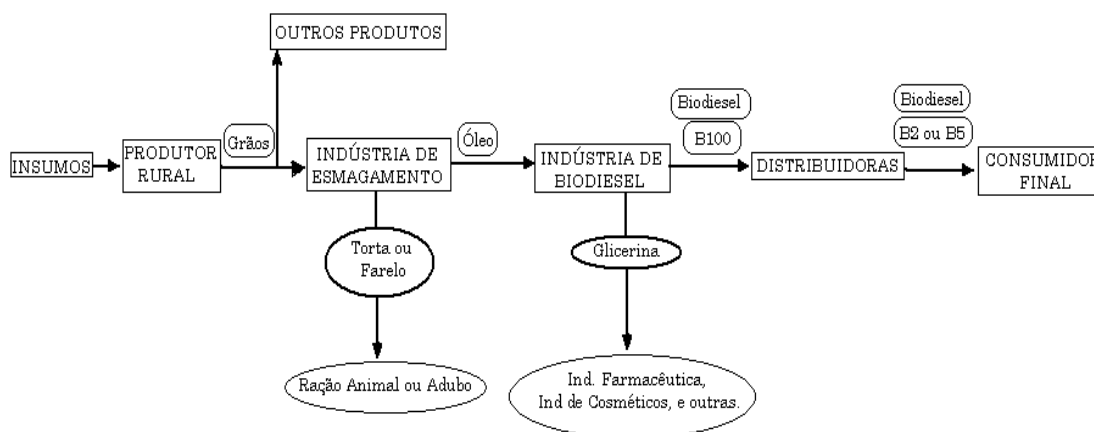 OUTROS PRODUTOS
INSUMOS
PRODUTOR
RURAL
Grãos
INDÚSTRIA DE
ESMAGAMENTO
Óleo
INDÚSTRIA DE
BIODIESEL
Biodiesel
B100
DISTRIBUIDORAS
Biodiesel
B2 ou B5
CONSUMIDOR
FINAL
Torta ou
Farelo
Glicerina
Ração Animal ou Adubo
Ind. Farmacêutica,
Ind de Cosméticos, e outras.